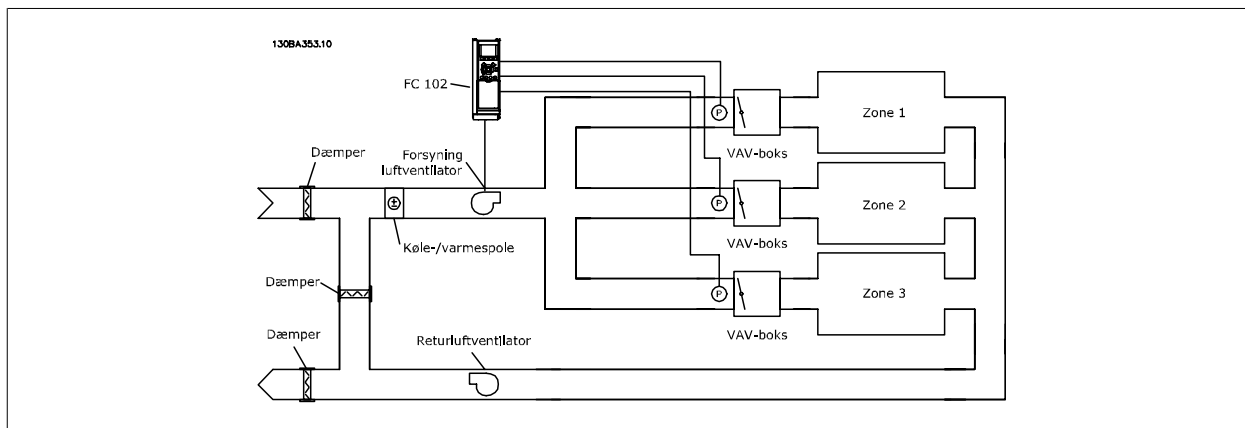 130BA353.10
FC 102
Dæmper
Forsyning
luftventilator
Køle-/varmespole
Dæmper
Dæmper
Returluftventilator
P
VAV-boks
Zone 1
P
VAV-boks
Zone 2
P
VAV-boks
Zone 3